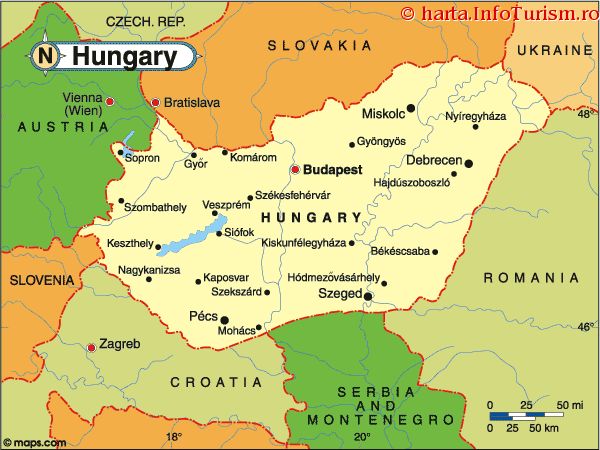 © harta.InfoTurism.ro
CZECH REP.
SLOVAKIA
UKRAINE
N Hungary
Vienna
(Wien)
Bratislava
AUSTRIA
Miskolc
Nyíregyháza
48°
Sopron
Győr
Komárom
Gyöngyös
Budapest
Debrecen
Hajdúszoboszló
Szombathely
Veszprém
Székesfehérvár
HUNGARY
Siófok
Keszthely
Kiskunfélegyháza
Békéscsaba
SLOVENIA
Nagykanizsa
Kaposvar
Szekszárd
Hódmezővásárhely
Szeged
ROMANIA
Pécs
Mohács
46°
Zagreb
CROATIA
SERBIA
AND
MONTENEGRO
0 25 50 mi
0 25 50 km
18°
20°
© maps.com